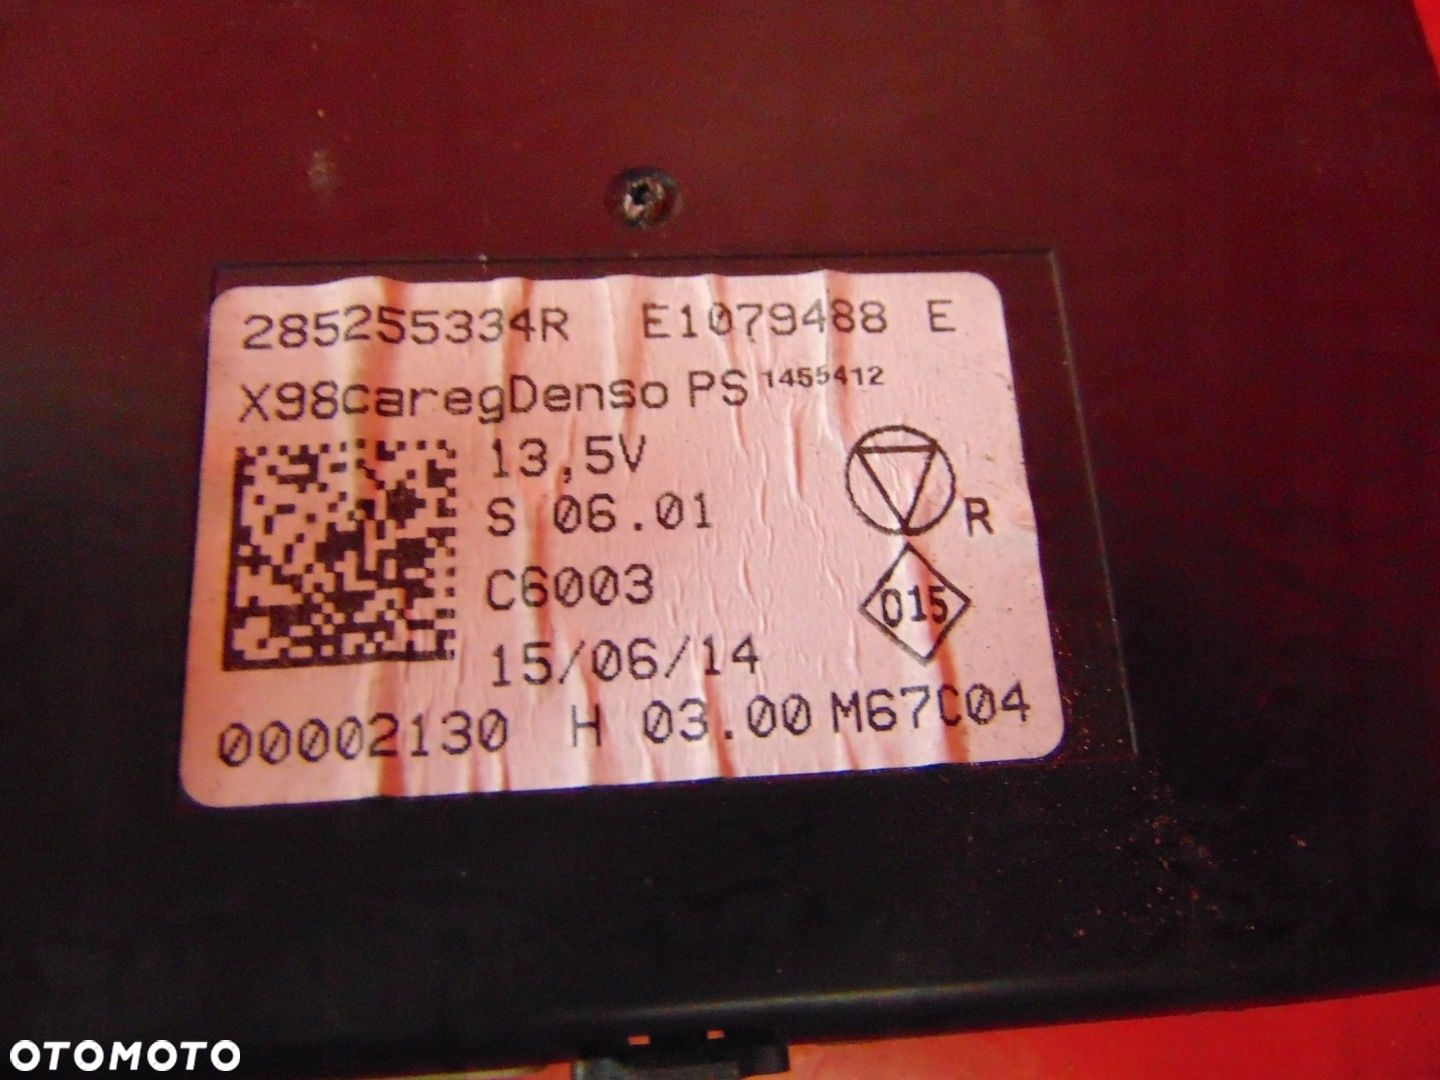 285255334R E1079488 E
X98caregDenso PS 1455412
13,5V
S 06.01
R
C6003
015
15/06/14
00002130 H 03.00 M67C04
OTOMOTO